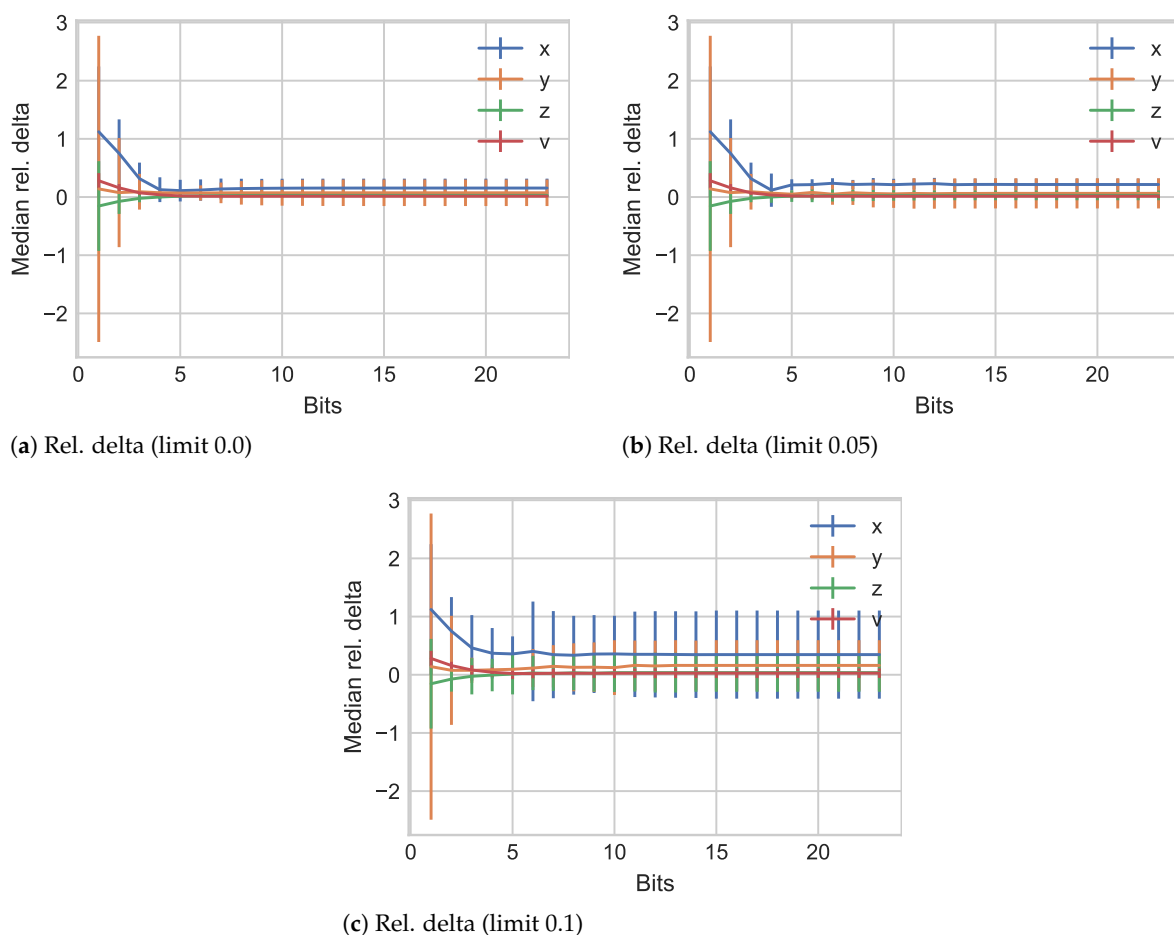 3
2
1
0
−1
−2
Median rel. delta
x
y
z
v
0
5
10
15
20
Bits
(a) Rel. delta (limit 0.0)
3
2
1
0
−1
−2
Median rel. delta
x
y
z
v
0
5
10
15
20
Bits
(b) Rel. delta (limit 0.05)
3
2
1
0
−1
−2
Median rel. delta
x
y
z
v
0
5
10
15
20
Bits
(c) Rel. delta (limit 0.1)